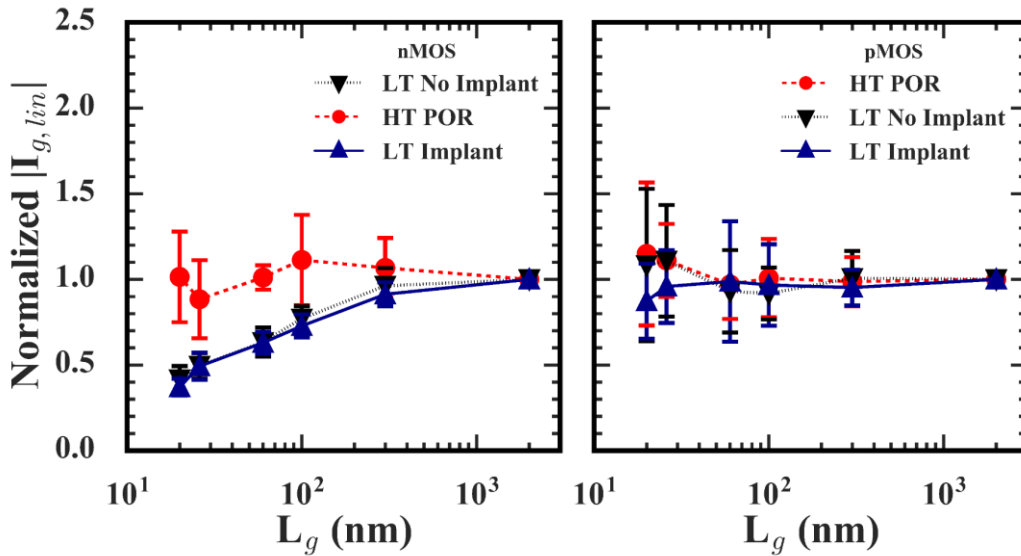 Normalized |I_{g,lin}|
2.5
2.0
1.5
1.0
0.5
0.0
nMOS
LT No Implant
HT POR
LT Implant
10^1
10^2
10^3
L_g (nm)
pMOS
HT POR
LT No Implant
LT Implant
10^1
10^2
10^3
L_g (nm)